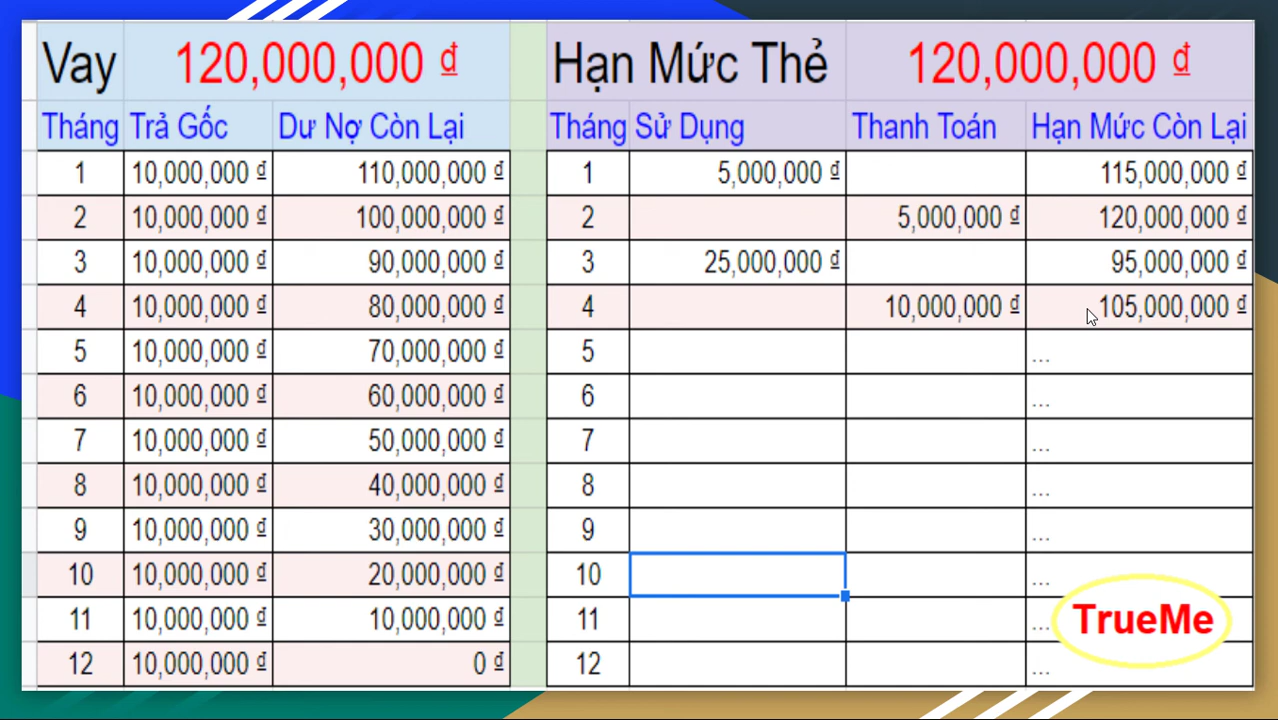 Vay 120,000,000 ₫ Hạn Mức Thẻ 120,000,000 ₫
Tháng Trả Gốc Dư Nợ Còn Lại Tháng Sử Dụng Thanh Toán Hạn Mức Còn Lại
1 10,000,000 ₫ 110,000,000 ₫ 1 5,000,000 ₫ 115,000,000 ₫
2 10,000,000 ₫ 100,000,000 ₫ 2 5,000,000 ₫ 120,000,000 ₫
3 10,000,000 ₫ 90,000,000 ₫ 3 25,000,000 ₫ 95,000,000 ₫
4 10,000,000 ₫ 80,000,000 ₫ 4 10,000,000 ₫ 105,000,000 ₫
5 10,000,000 ₫ 70,000,000 ₫ 5 ...
6 10,000,000 ₫ 60,000,000 ₫ 6 ...
7 10,000,000 ₫ 50,000,000 ₫ 7 ...
8 10,000,000 ₫ 40,000,000 ₫ 8 ...
9 10,000,000 ₫ 30,000,000 ₫ 9 ...
10 10,000,000 ₫ 20,000,000 ₫ 10 ...
11 10,000,000 ₫ 10,000,000 ₫ 11 ... TrueMe
12 10,000,000 ₫ 0 ₫ 12 ...